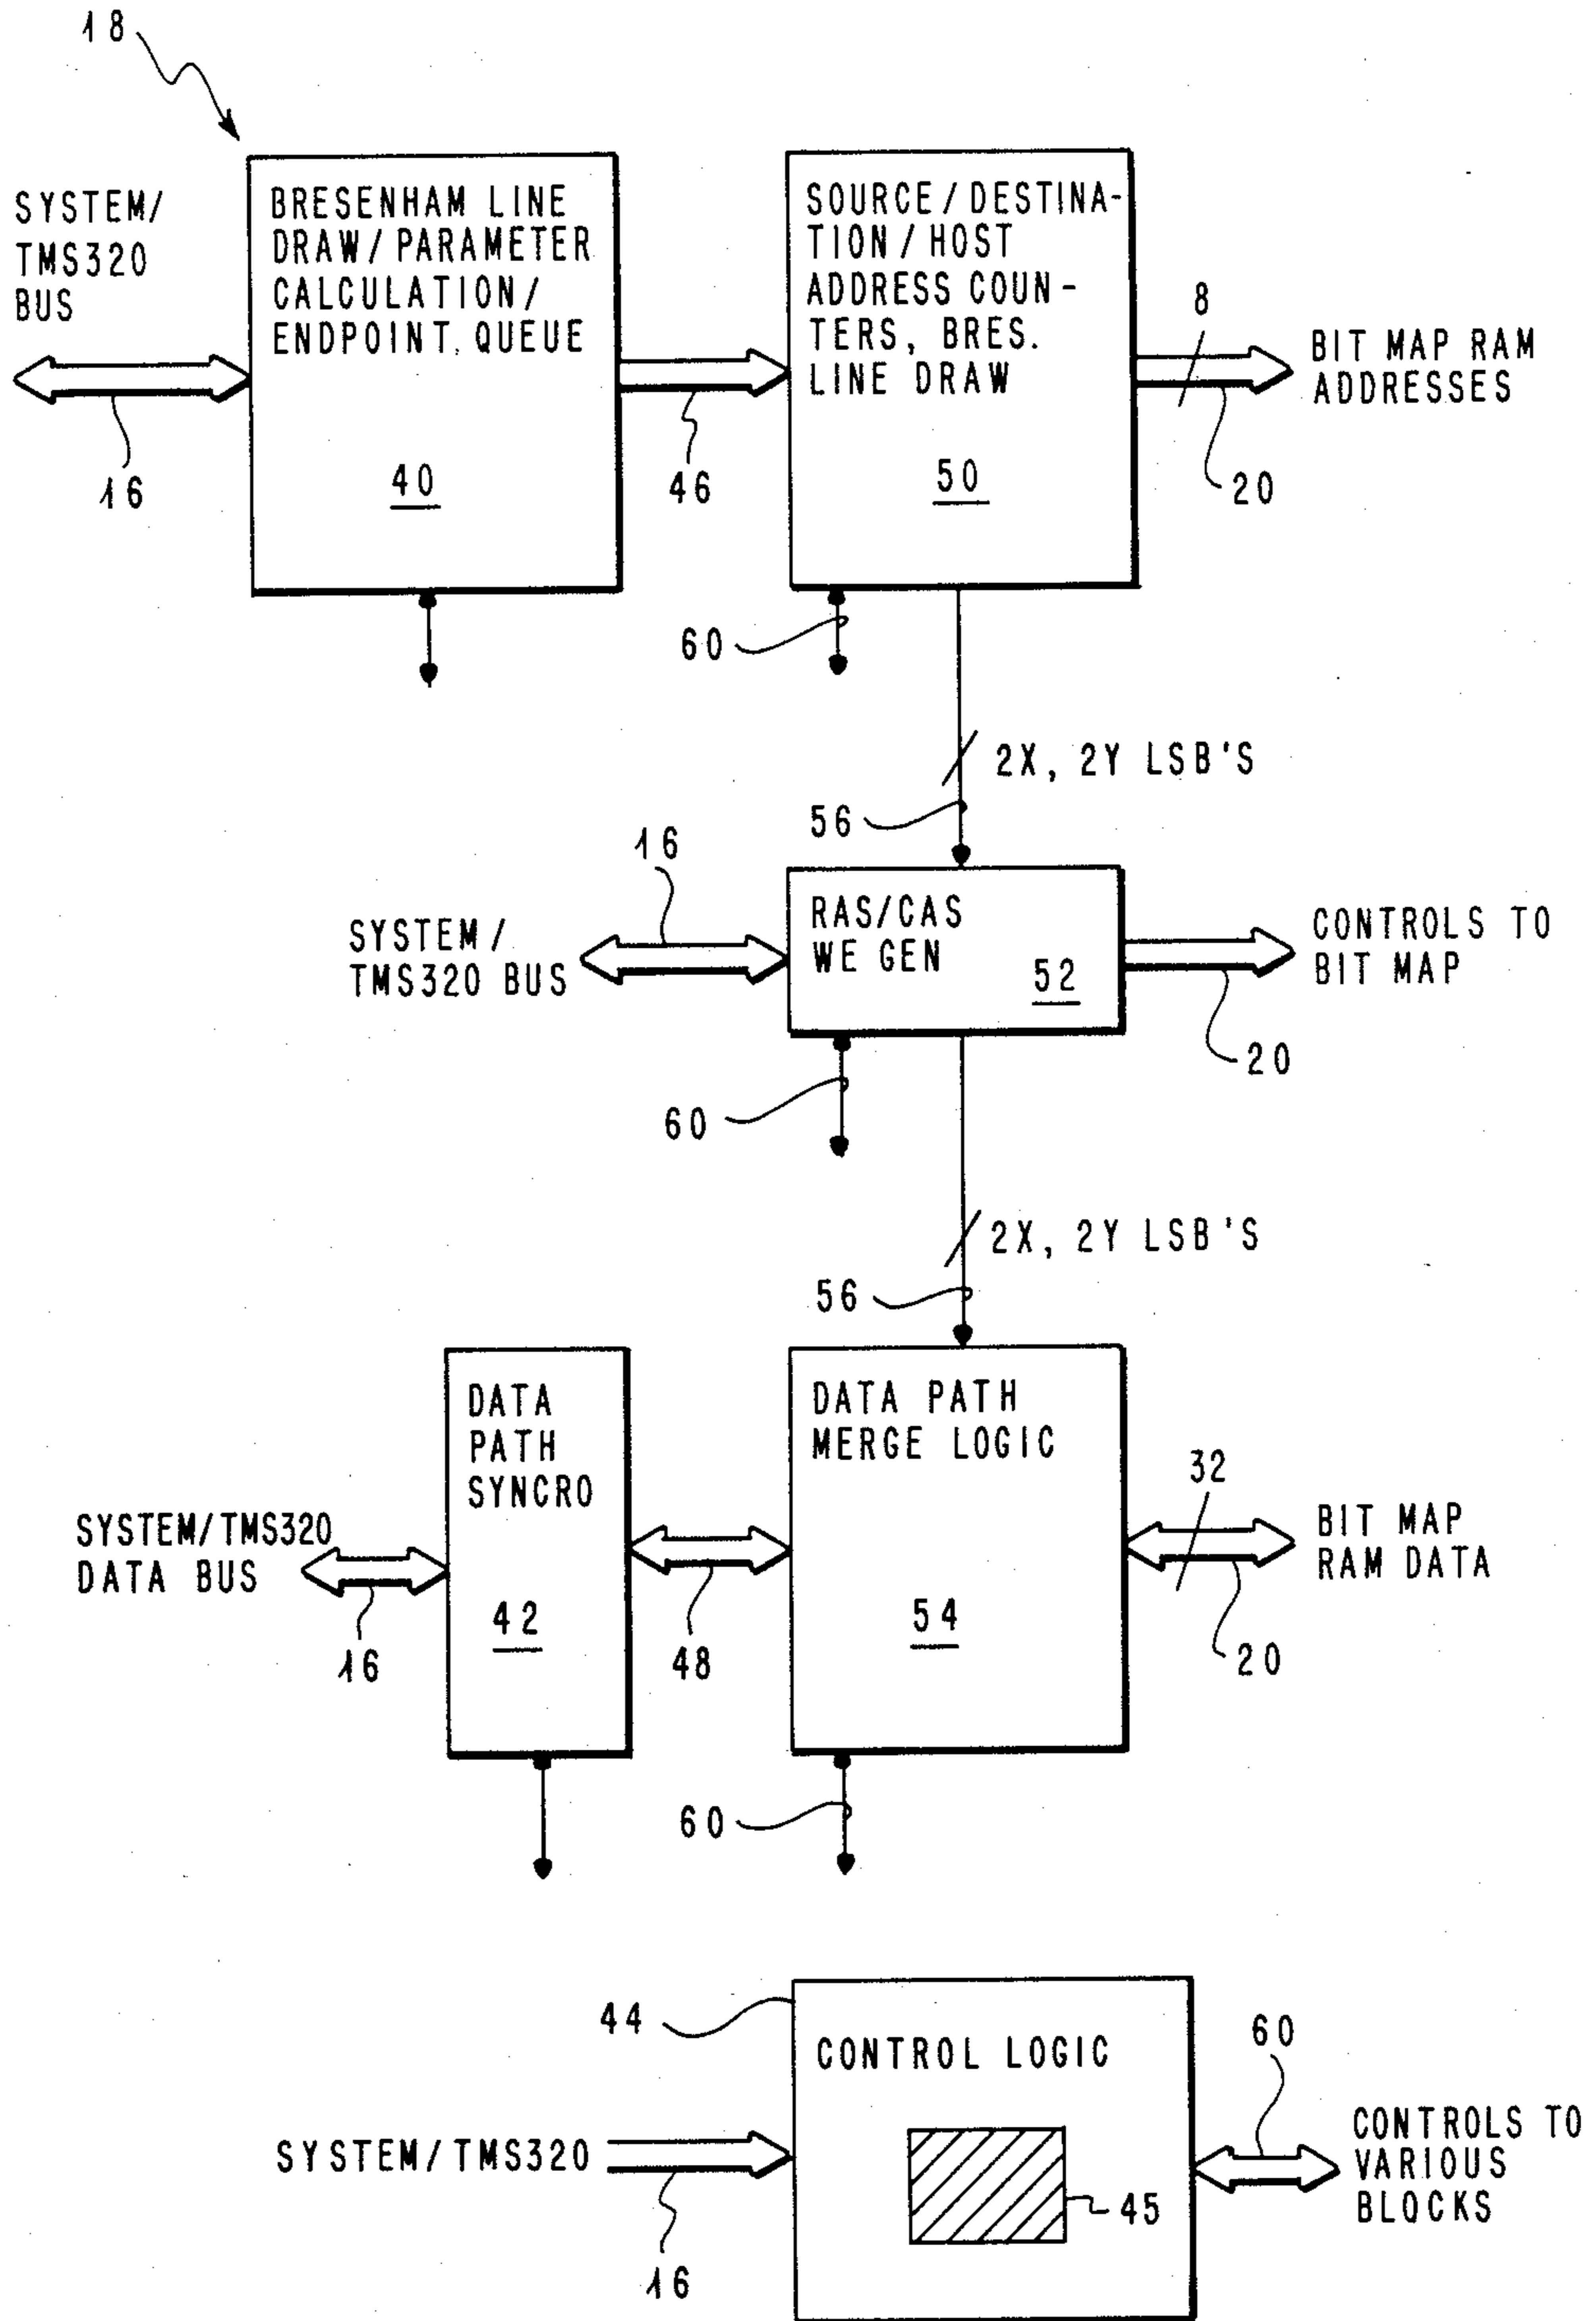 18
SYSTEM/
TMS320
BUS
16
BRESENHAM LINE
DRAW/PARAMETER
CALCULATION/
ENDPOINT QUEUE
40
46
SOURCE/DESTINA-
TION/HOST
ADDRESS COUN-
TERS, BRES.
LINE DRAW
50
8
BIT MAP RAM
ADDRESSES
20
60
2X, 2Y LSB'S
56
16
SYSTEM/
TMS320 BUS
RAS/CAS
WE GEN
52
CONTROLS TO
BIT MAP
20
60
2X, 2Y LSB'S
56
DATA
PATH
SYNCRO
42
SYSTEM/TMS320
DATA BUS
16
48
DATA PATH
MERGE LOGIC
54
32
BIT MAP
RAM DATA
20
60
44
CONTROL LOGIC
45
SYSTEM/TMS320
16
60
CONTROLS TO
VARIOUS
BLOCKS